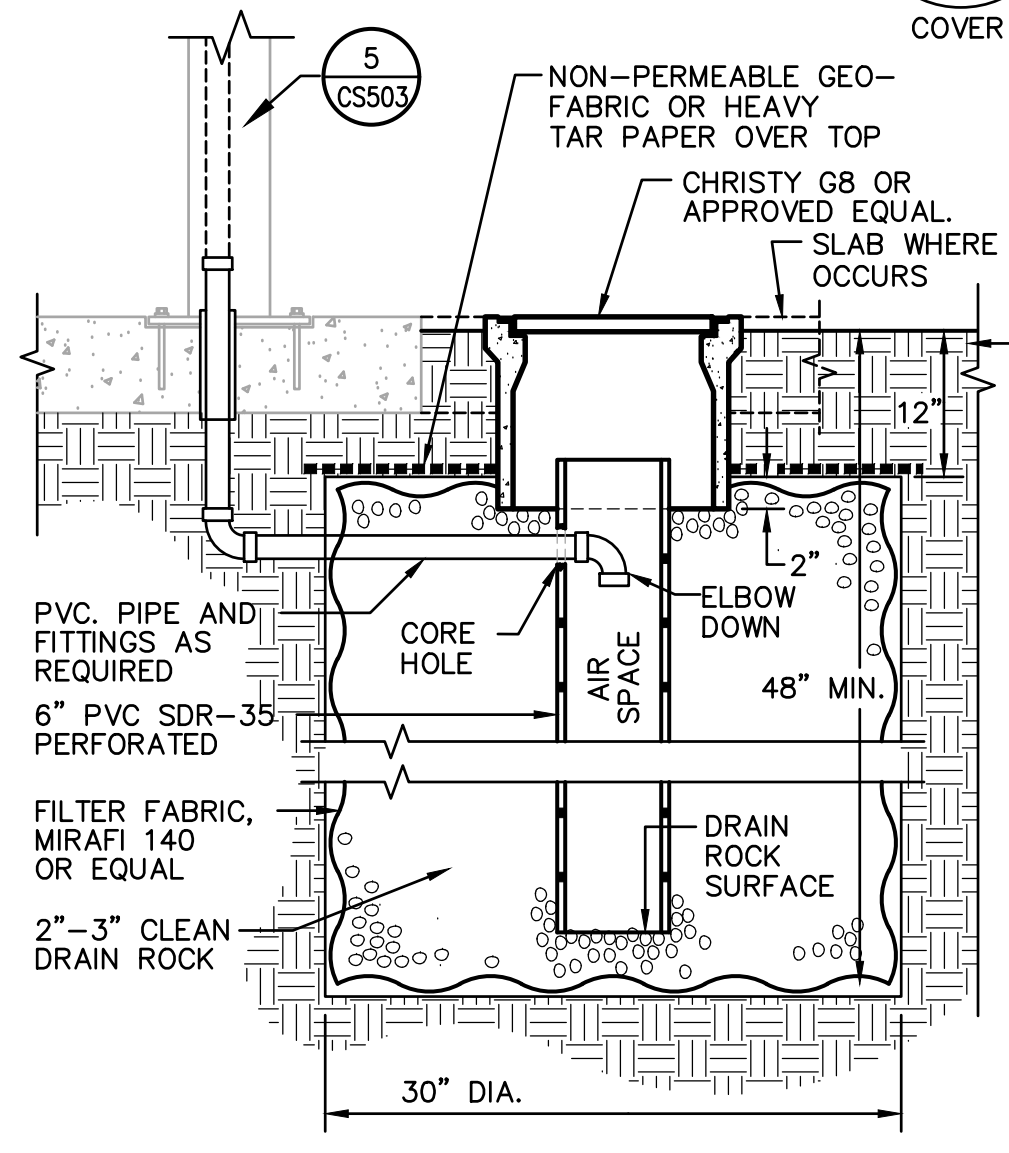 COVER
5
CS503
NON-PERMEABLE GEO-
FABRIC OR HEAVY
TAR PAPER OVER TOP
CHRISTY G8 OR
APPROVED EQUAL.
SLAB WHERE
OCCURS
12"
2"
ELBOW
DOWN
PVC. PIPE AND
FITTINGS AS
REQUIRED
CORE
HOLE
AIR
SPACE
48" MIN.
6" PVC SDR-35
PERFORATED
FILTER FABRIC,
MIRAFI 140
OR EQUAL
DRAIN
ROCK
SURFACE
2"-3" CLEAN
DRAIN ROCK
30" DIA.